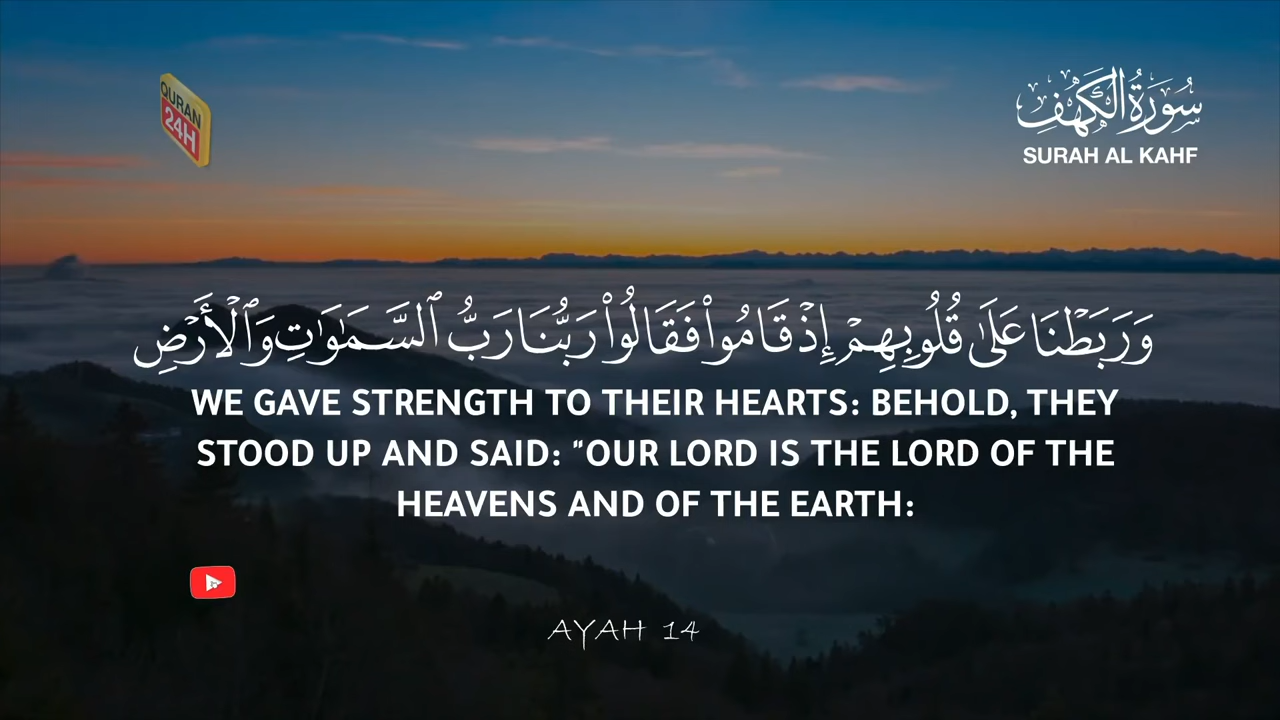 QURAN
24H
سُورَةُ الكَهْفِ
SURAH AL KAHF
وَرَبَطْنَا عَلَىٰ قُلُوبِهِمْ إِذْ قَامُوا۟ فَقَالُوا۟ رَبُّنَا رَبُّ ٱلسَّمَٰوَٰتِ وَٱلْأَرْضِ
WE GAVE STRENGTH TO THEIR HEARTS: BEHOLD, THEY
STOOD UP AND SAID: "OUR LORD IS THE LORD OF THE
HEAVENS AND OF THE EARTH:
AYAH 14